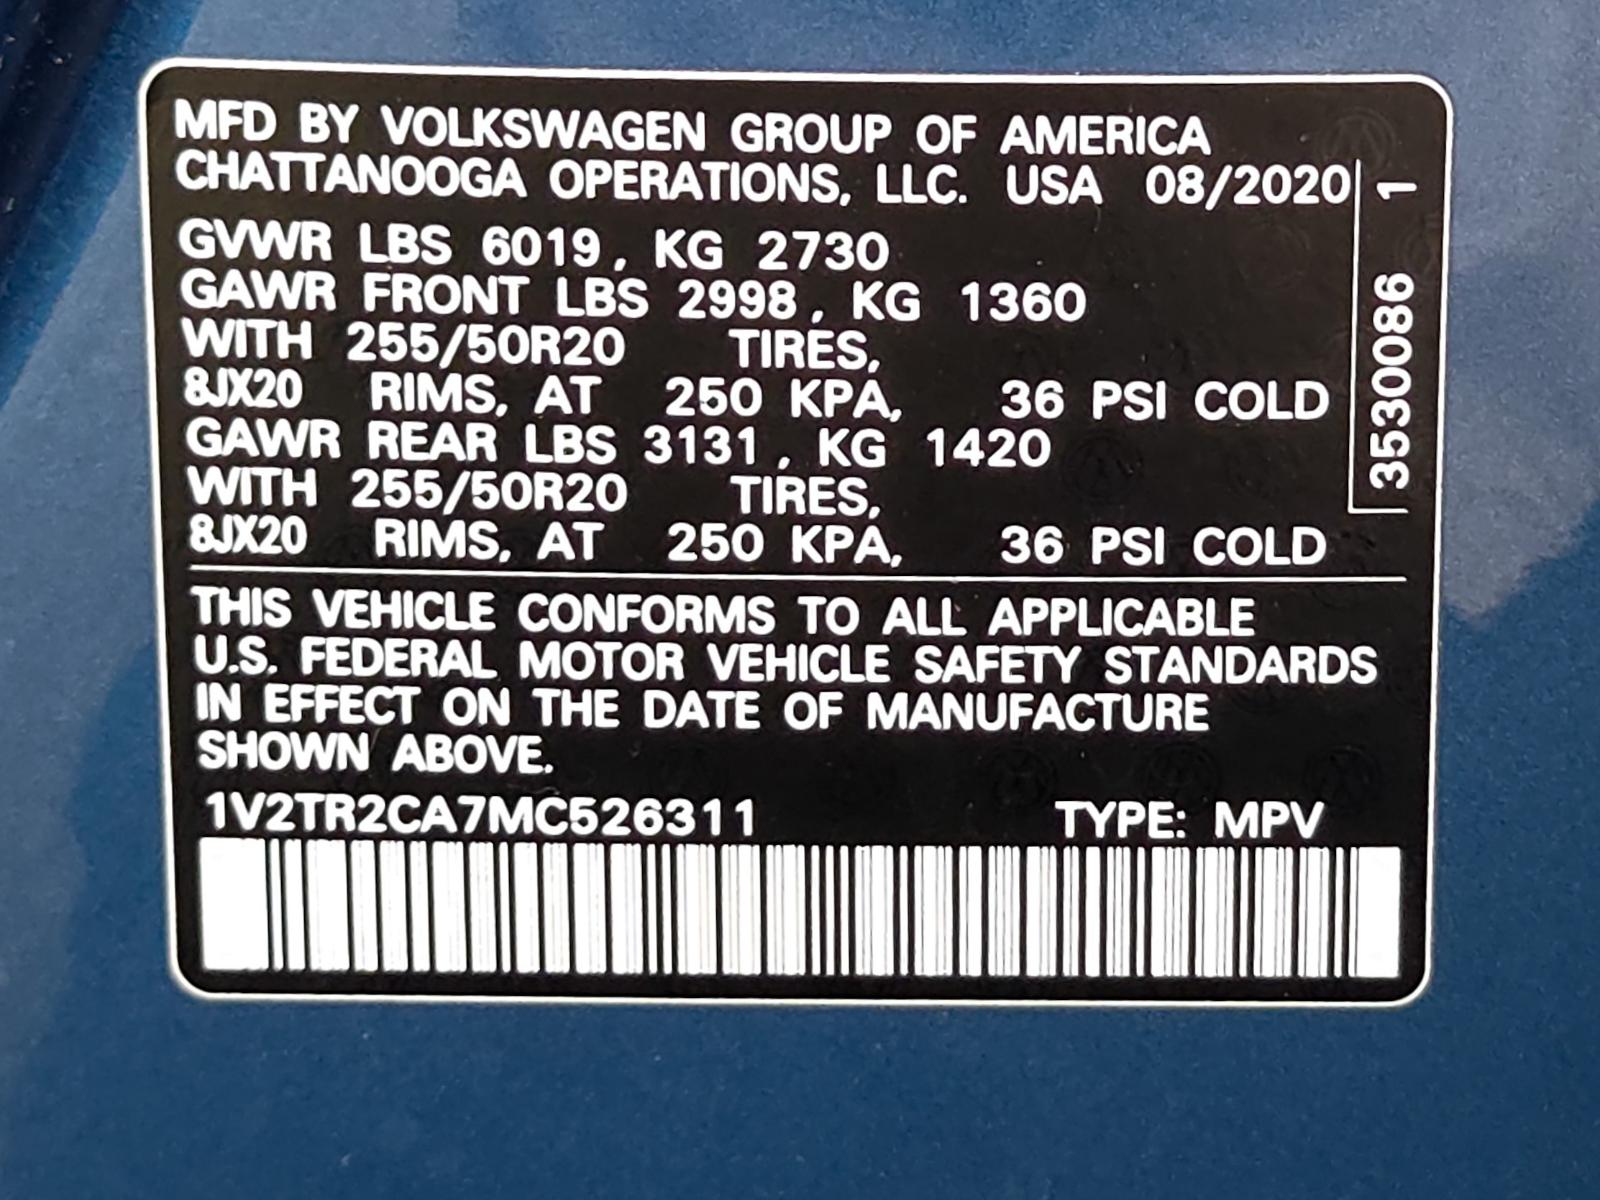 MFD BY VOLKSWAGEN GROUP OF AMERICA
CHATTANOOGA OPERATIONS, LLC. USA 08/2020
GVWR LBS 6019, KG 2730
GAWR FRONT LBS 2998, KG 1360
WITH 255/50R20 TIRES,
8JX20 RIMS, AT 250 KPA, 36 PSI COLD
GAWR REAR LBS 3131, KG 1420
WITH 255/50R20 TIRES,
8JX20 RIMS, AT 250 KPA, 36 PSI COLD
3530086 1
THIS VEHICLE CONFORMS TO ALL APPLICABLE
U.S. FEDERAL MOTOR VEHICLE SAFETY STANDARDS
IN EFFECT ON THE DATE OF MANUFACTURE
SHOWN ABOVE.
1V2TR2CA7MC526311 TYPE: MPV